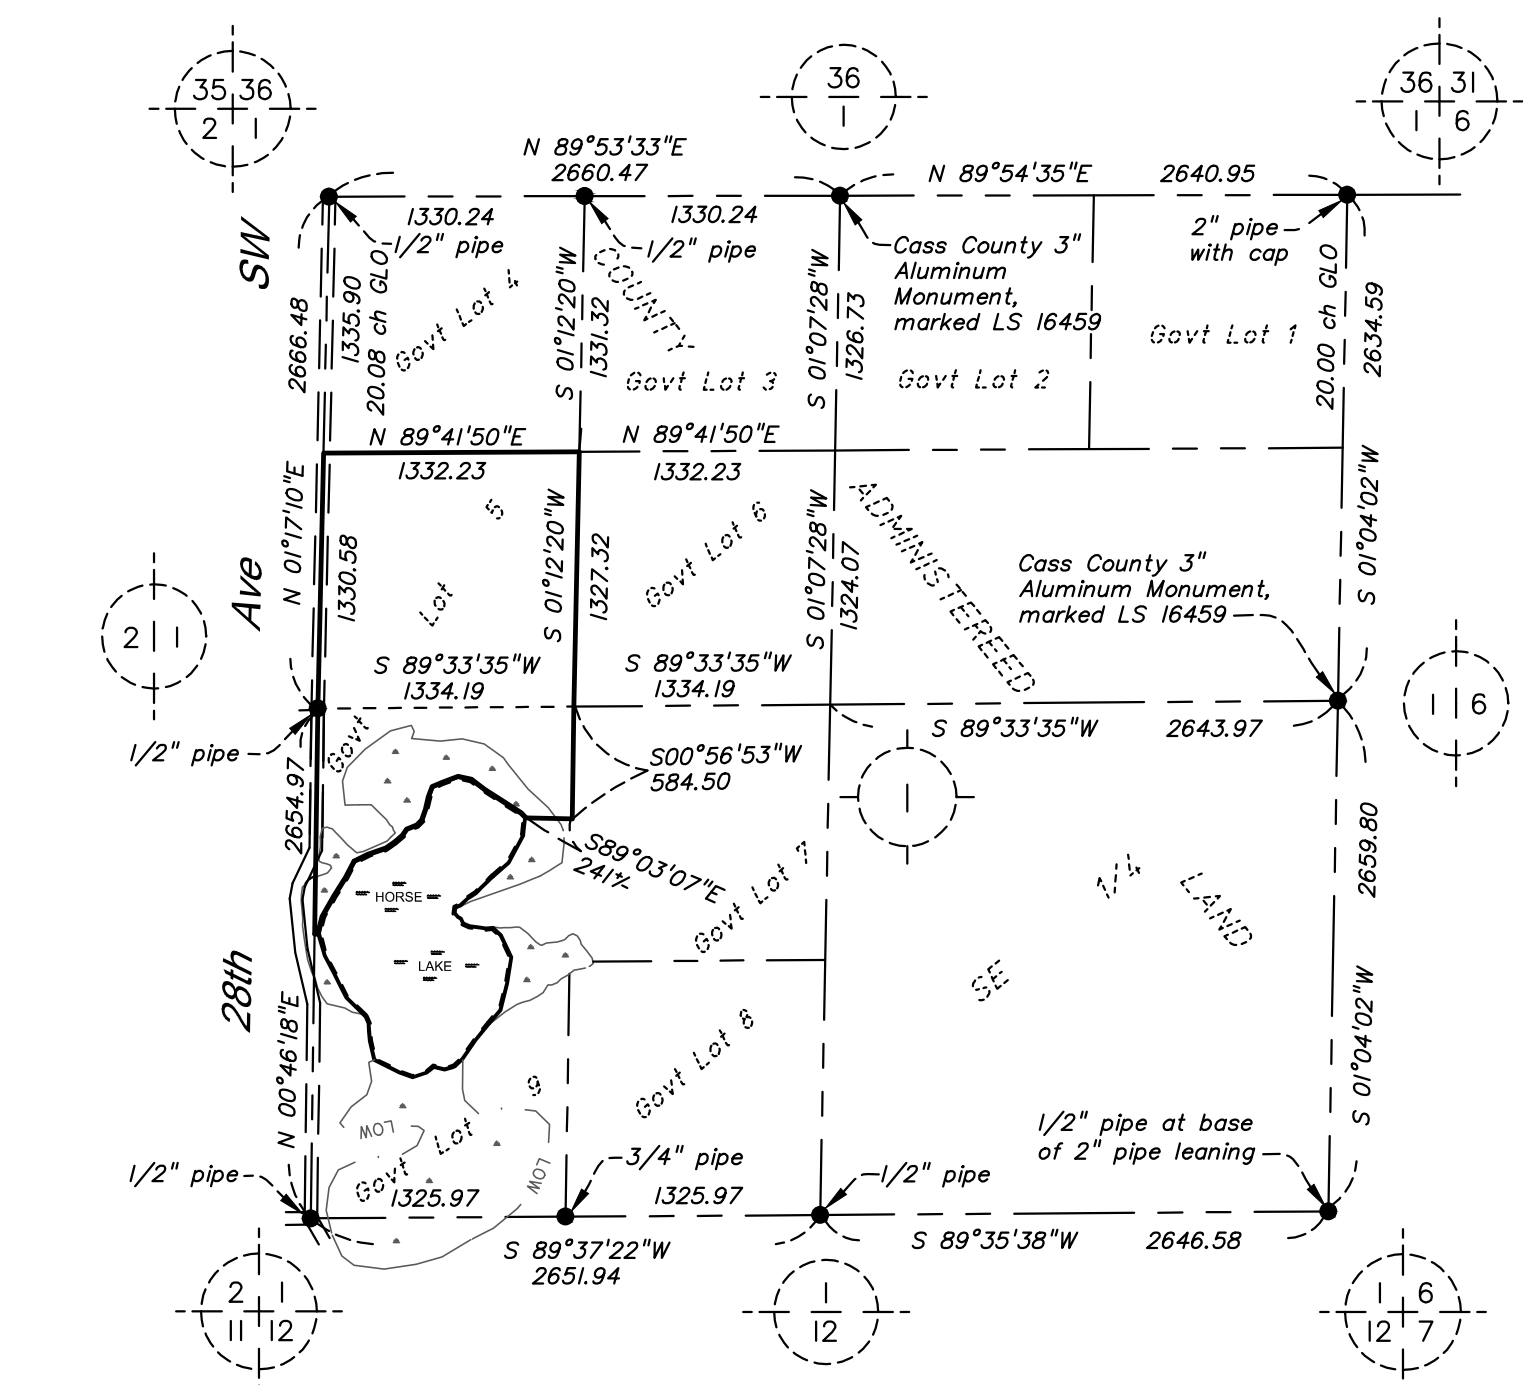 35 36
2 1
36
1
36 31
1 6
N 89°53'33"E
2660.47
N 89°54'35"E 2640.95
1330.24
1330.24
1/2" pipe
1/2" pipe
Cass County 3"
Aluminum
Monument,
marked LS 16459
2" pipe
with cap
SW
2666.48
1335.90
20.08 ch GLO
Govt Lot 4
S 01°12'20"W
1331.32
COUNTY
Govt Lot 3
S 01°07'28"W
1326.73
Govt Lot 2
Govt Lot 1
20.00 ch GLO
2634.59
N 89°41'50"E
1332.23
N 89°41'50"E
1332.23
N 01°17'10"E
1330.58
Govt Lot 5
S 01°12'20"W
1327.32
Govt Lot 6
S 01°07'28"W
1324.07
ADMINISTERED
Cass County 3"
Aluminum Monument,
marked LS 16459
S 01°04'02"W
Ave
2 1
1 6
S 89°33'35"W
1334.19
S 89°33'35"W
1334.19
S 89°33'35"W 2643.97
1/2" pipe
2654.97
S00°56'53"W
584.50
1
S89°03'07"E
241±
HORSE
LAKE
Govt Lot 7
SE 1/4
LAND
2659.80
28th
N 00°46'18"E
S 01°04'02"W
Govt Lot 8
Govt Lot 9
LOW
LOW
1/2" pipe
3/4" pipe
1/2" pipe
1/2" pipe at base
of 2" pipe leaning
1325.97
1325.97
S 89°37'22"W
2651.94
S 89°35'38"W 2646.58
2 1
11 12
1
12
1 6
12 7